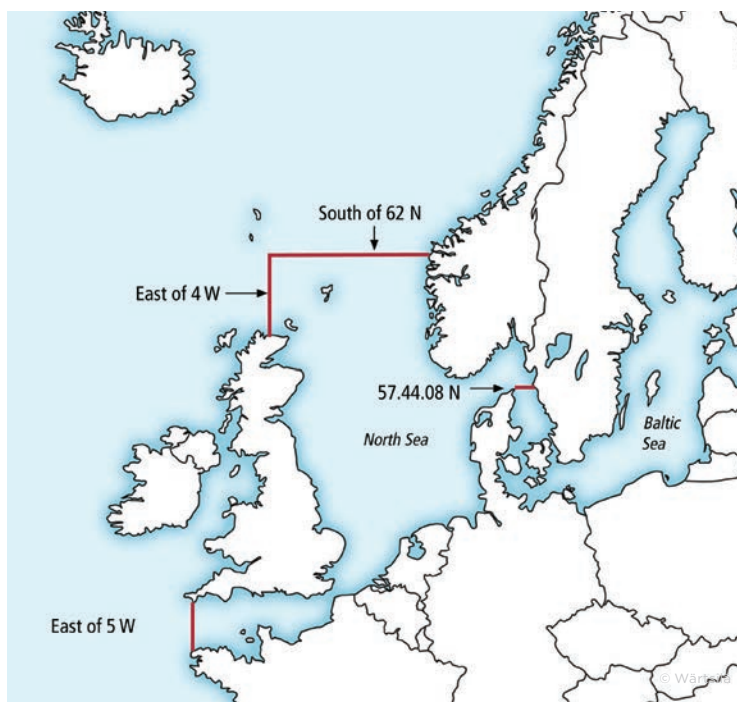 South of 62 N
East of 4 W
57.44.08 N
North Sea
Baltic
Sea
East of 5 W
© Wärtsilä